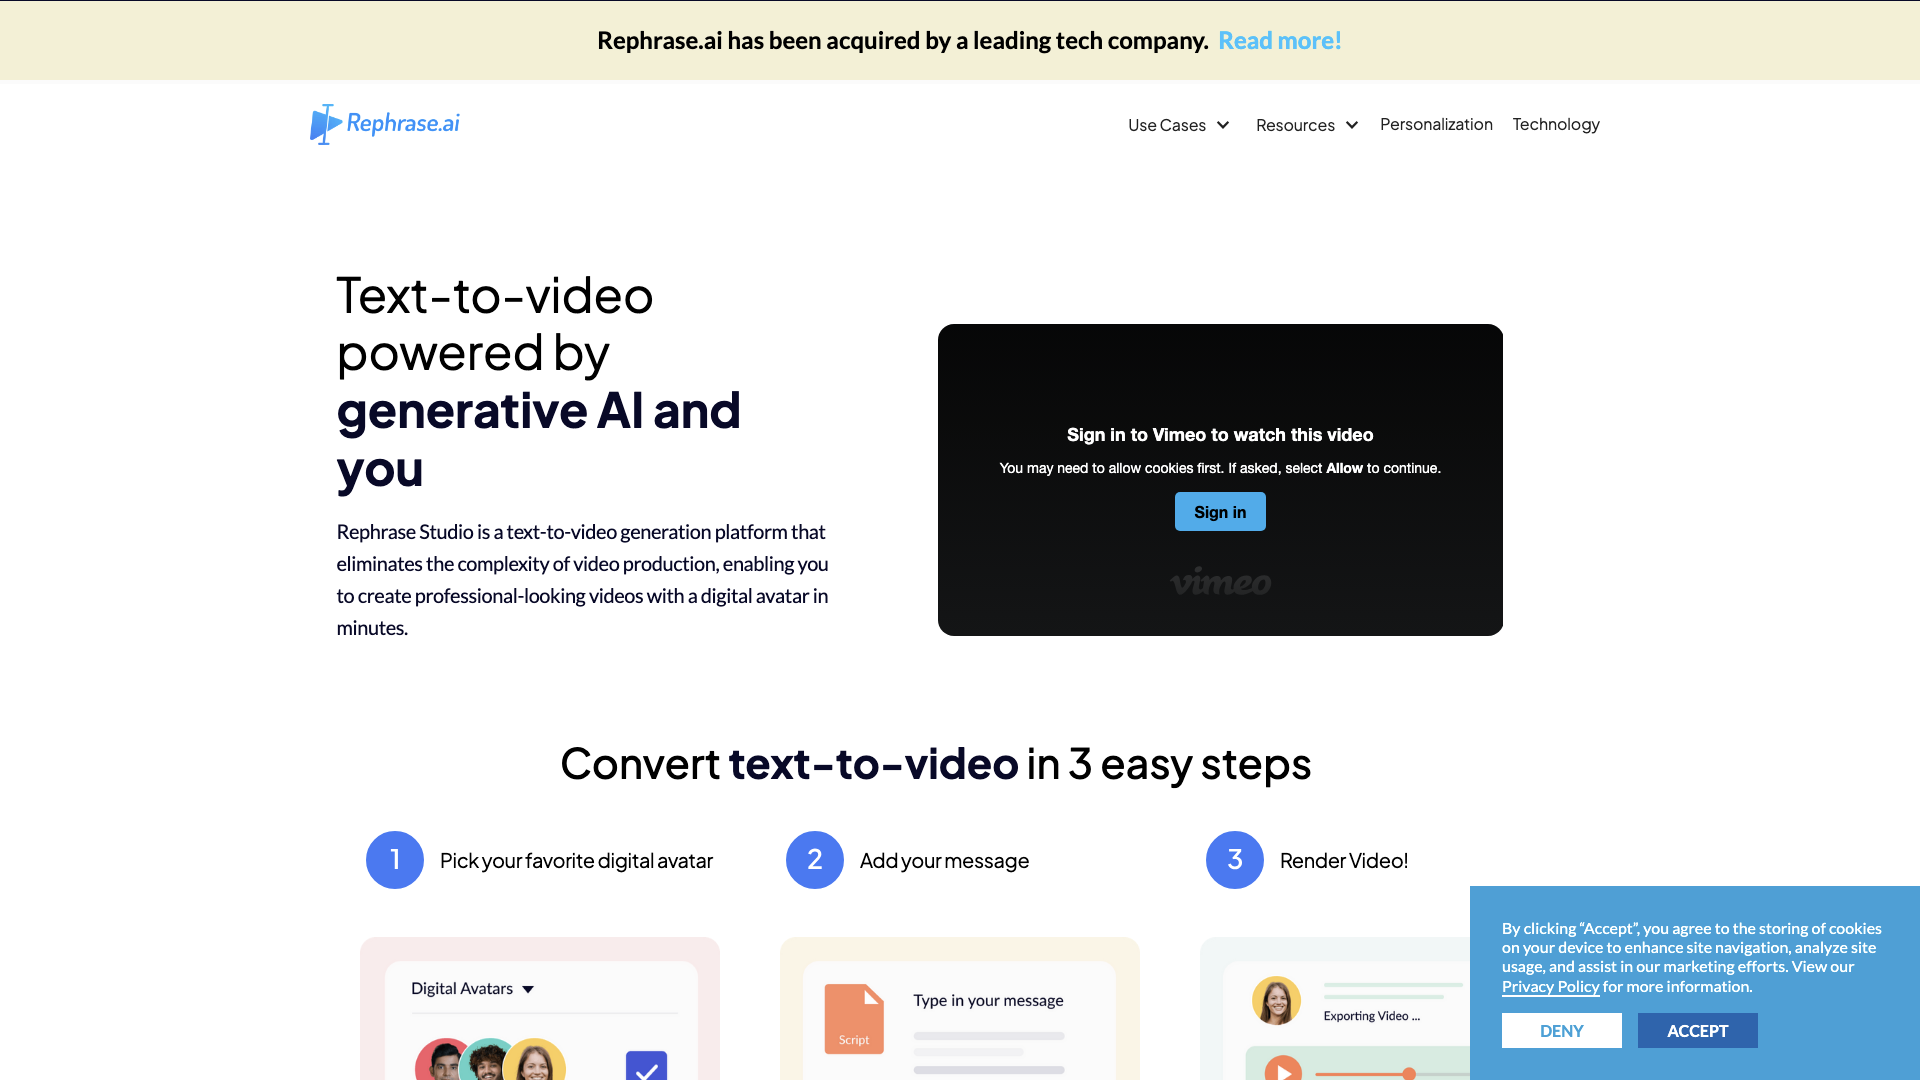 Rephrase.ai has been acquired by a leading tech company. Read more!
Rephrase.ai
Use Cases
Resources
Personalization
Technology
Text-to-video
powered by
generative AI and
you
Rephrase Studio is a text-to-video generation platform that
eliminates the complexity of video production, enabling you
to create professional-looking videos with a digital avatar in
minutes.
Sign in to Vimeo to watch this video
You may need to allow cookies first. If asked, select Allow to continue.
Sign in
vimeo
Convert text-to-video in 3 easy steps
1 Pick your favorite digital avatar
2 Add your message
3 Render Video!
Digital Avatars
Script
Type in your message
Exporting Video ...
By clicking “Accept”, you agree to the storing of cookies
on your device to enhance site navigation, analyze site
usage, and assist in our marketing efforts. View our
Privacy Policy for more information.
DENY
ACCEPT